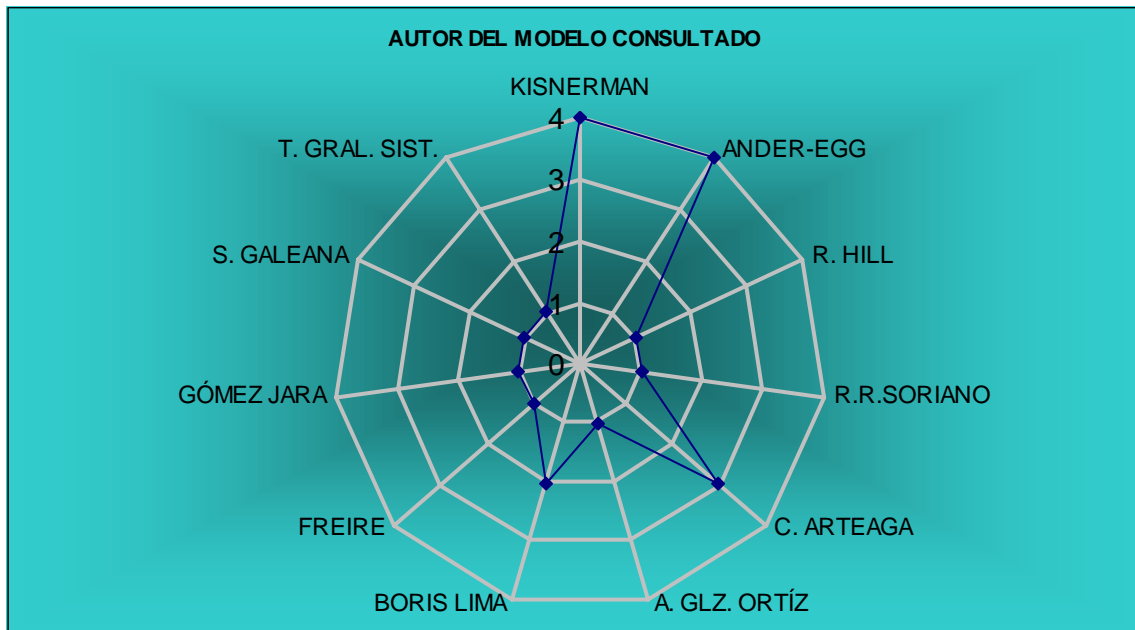 AUTOR DEL MODELO CONSULTADO
KISNERMAN
4
T. GRAL. SIST.
ANDER-EGG
3
S. GALEANA
2
R. HILL
1
0
GÓMEZ JARA
R.R.SORIANO
FREIRE
C. ARTEAGA
BORIS LIMA
A. GLZ. ORTÍZ